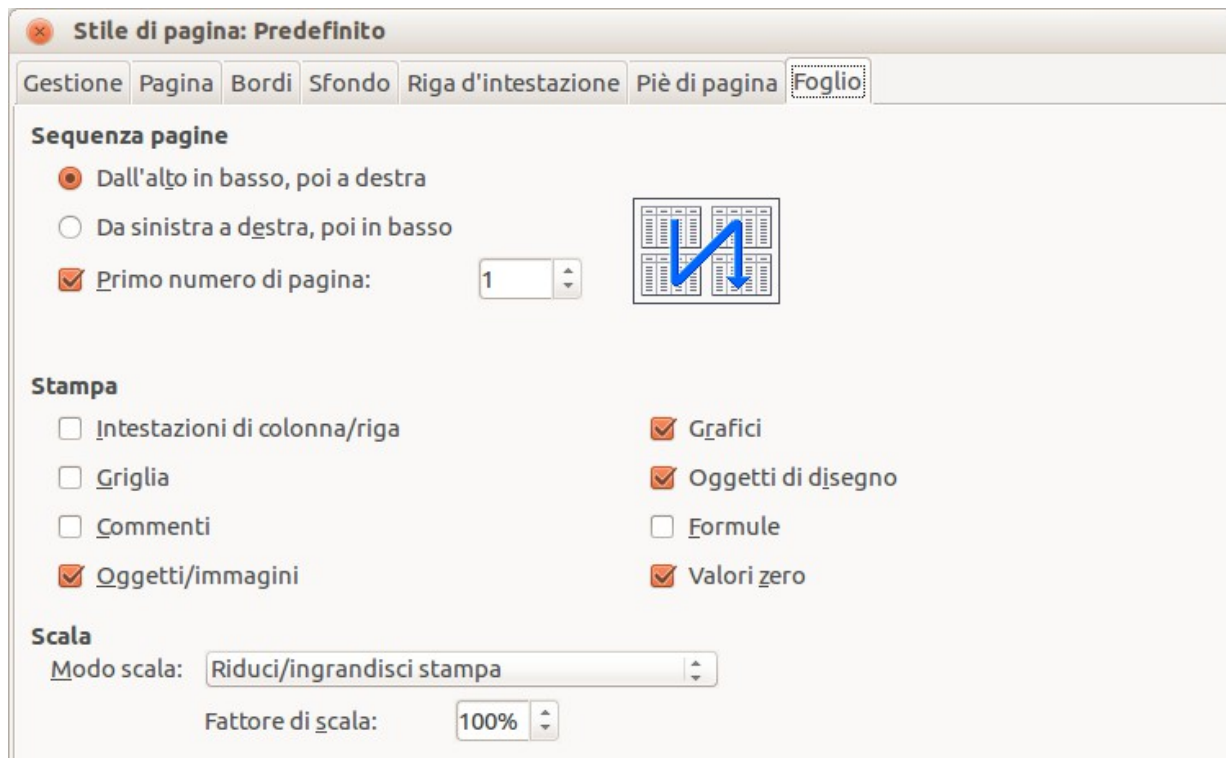 Stile di pagina: Predefinito
Gestione Pagina Bordi Sfondo Riga d'intestazione Piè di pagina Foglio
Sequenza pagine
Dall'alto in basso, poi a destra
Da sinistra a destra, poi in basso
Primo numero di pagina: 1
Stampa
Intestazioni di colonna/riga
Griglia
Commenti
Oggetti/immagini
Grafici
Oggetti di disegno
Formule
Valori zero
Scala
Modo scala: Riduci/ingrandisci stampa
Fattore di scala: 100%